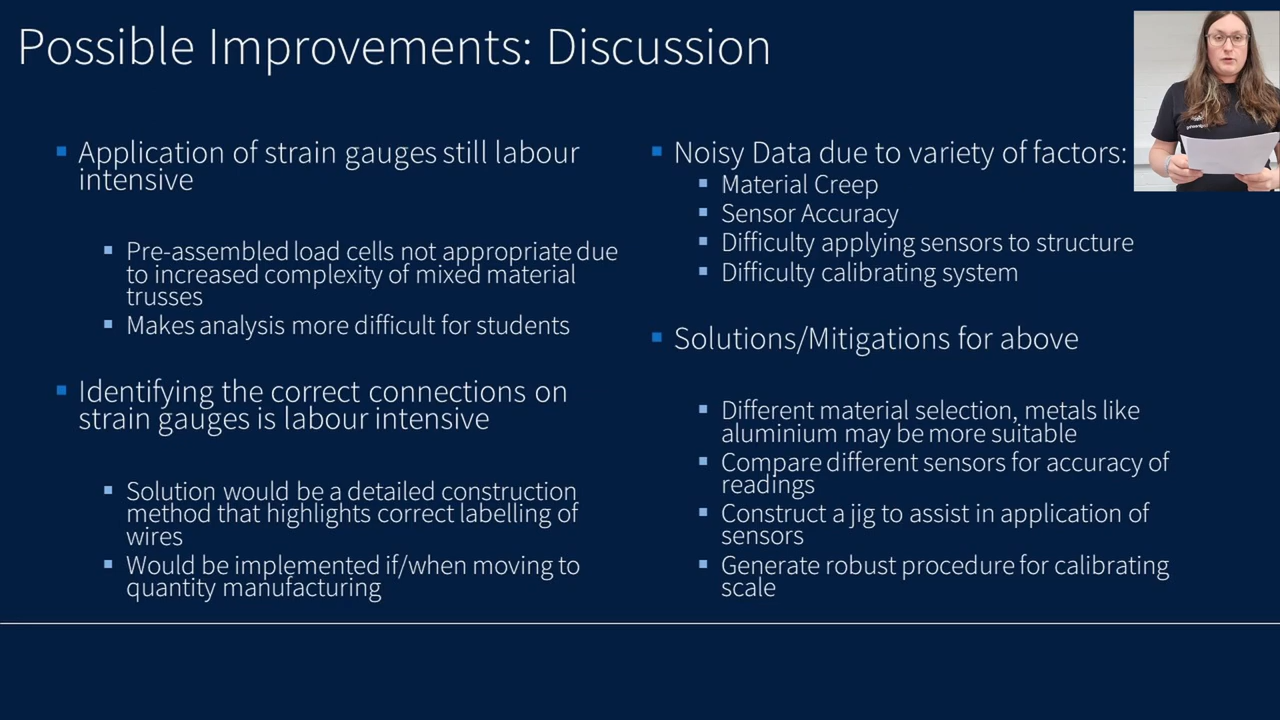 Possible Improvements: Discussion
Application of strain gauges still labour
intensive
Pre-assembled load cells not appropriate due
to increased complexity of mixed material
trusses
Makes analysis more difficult for students
Identifying the correct connections on
strain gauges is labour intensive
Solution would be a detailed construction
method that highlights correct labelling of
wires
Would be implemented if/when moving to
quantity manufacturing
Noisy Data due to variety of factors:
Material Creep
Sensor Accuracy
Difficulty applying sensors to structure
Difficulty calibrating system
Solutions/Mitigations for above
Different material selection, metals like
aluminium may be more suitable
Compare different sensors for accuracy of
readings
Construct a jig to assist in application of
sensors
Generate robust procedure for calibrating
scale